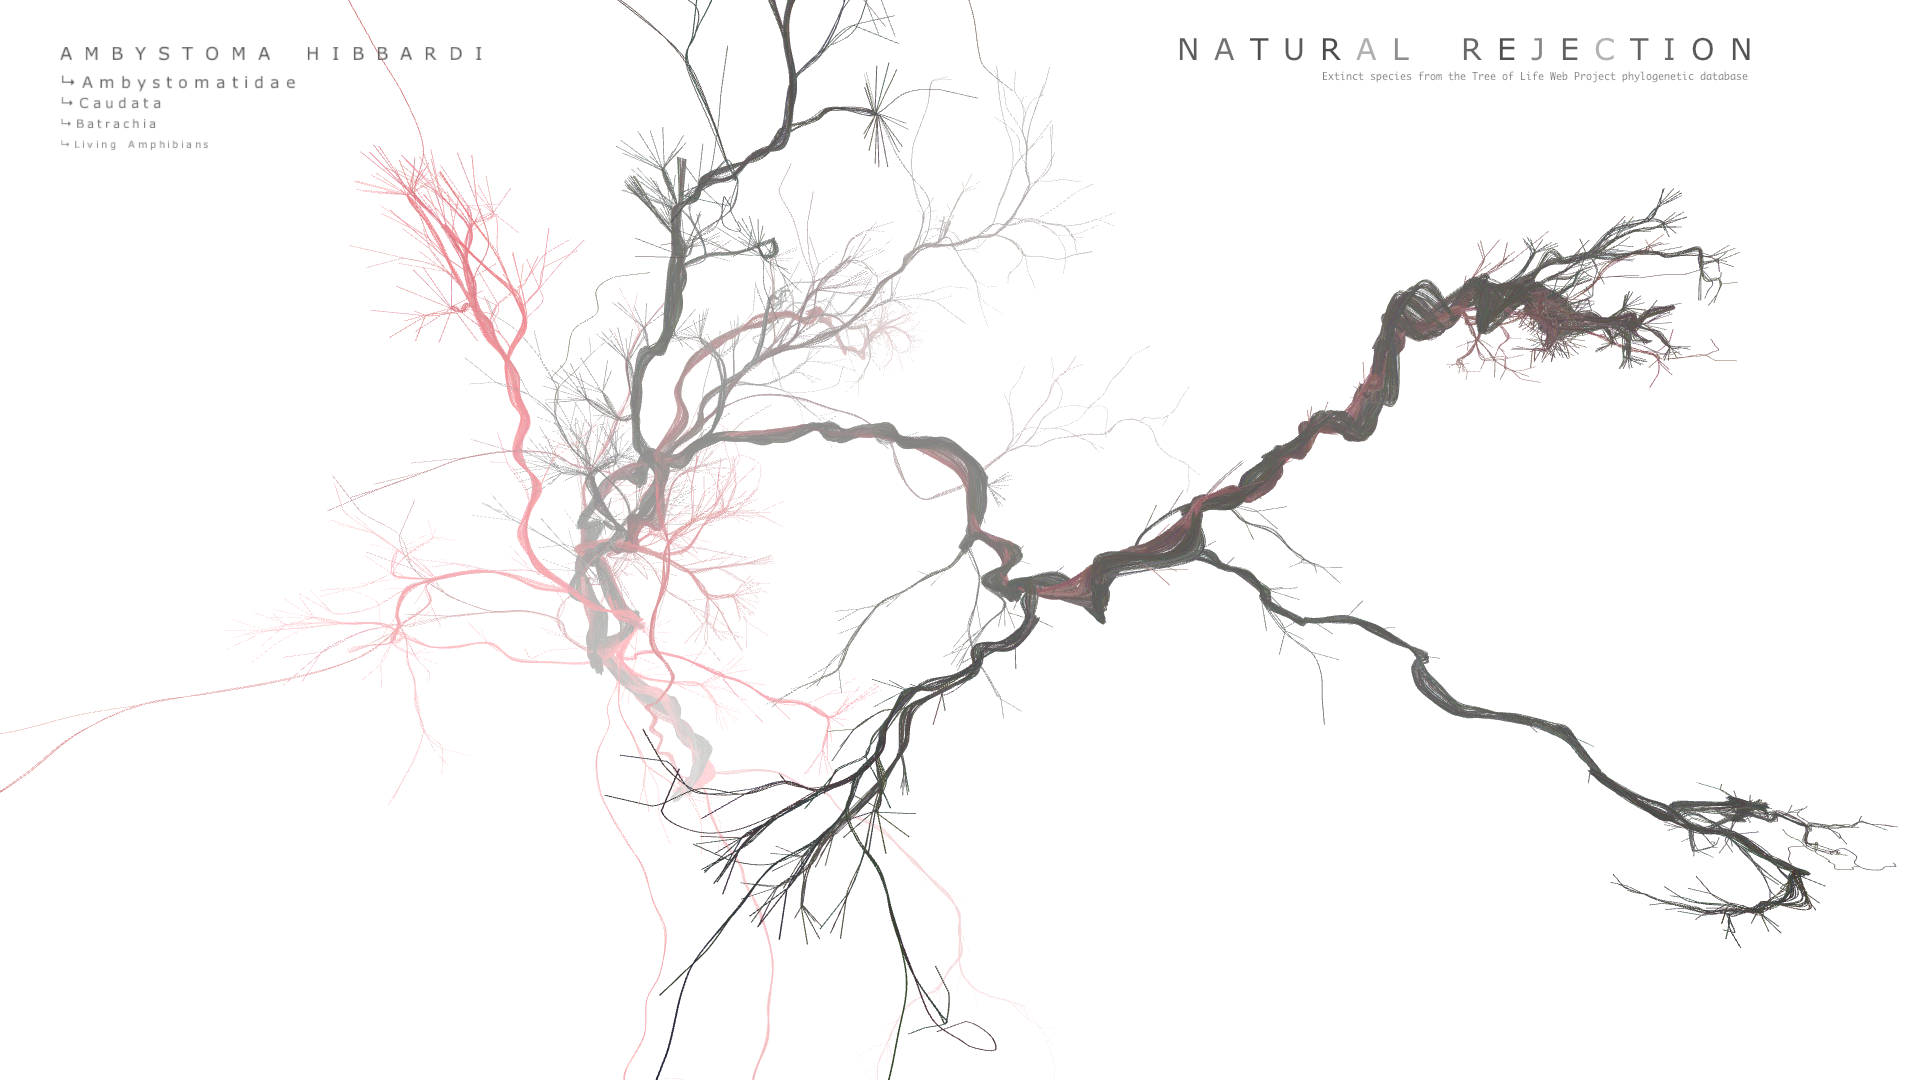 AMBYSTOMA HIBBARDI
↳Ambystomatidae
↳Caudata
↳Batrachia
↳Living Amphibians
NATURAL REJECTION
Extinct species from the Tree of Life Web Project phylogenetic database